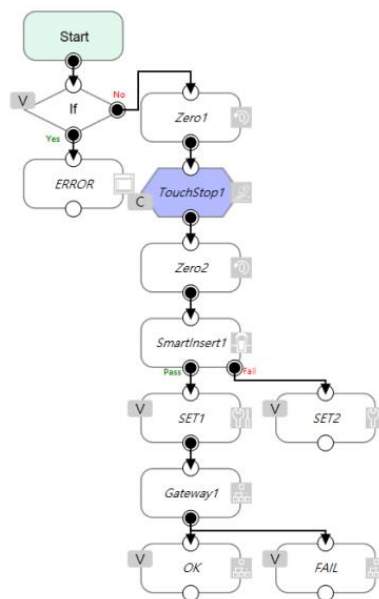 Start
V
If
No
Yes
Zero1
ERROR
TouchStop1
C
Zero2
SmartInsert1
Pass
Fail
V
SET1
V
SET2
Gateway1
V
OK
V
FAIL